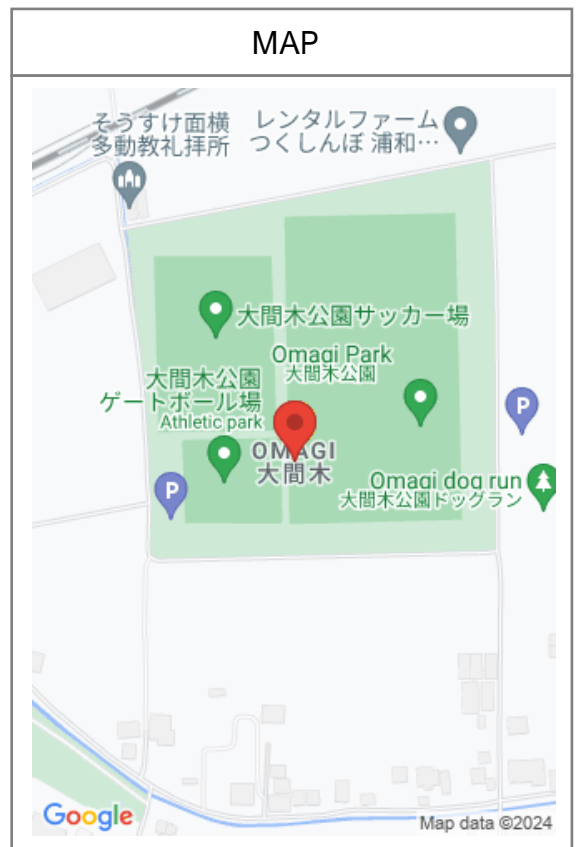 MAP
そうすけ面横
多動教礼拝所
レンタルファーム
つくしんぼ 浦和…
大間木公園サッカー場
Omagi Park
大間木公園
大間木公園
ゲートボール場
Athletic park
OMAGI
大間木
P
P
Omagi dog run
大間木公園ドッグラン
Google
Map data ©2024